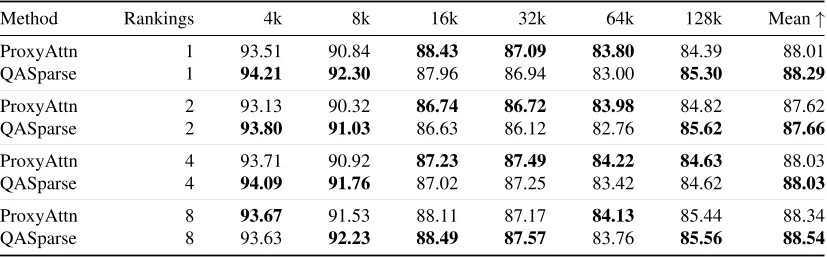 Method Rankings 4k 8k 16k 32k 64k 128k Mean ↑
ProxyAttn 1 93.51 90.84 88.43 87.09 83.80 84.39 88.01
QASparse 1 94.21 92.30 87.96 86.94 83.00 85.30 88.29
ProxyAttn 2 93.13 90.32 86.74 86.72 83.98 84.82 87.62
QASparse 2 93.80 91.03 86.63 86.12 82.76 85.62 87.66
ProxyAttn 4 93.71 90.92 87.23 87.49 84.22 84.63 88.03
QASparse 4 94.09 91.76 87.02 87.25 83.42 84.62 88.03
ProxyAttn 8 93.67 91.53 88.11 87.17 84.13 85.44 88.34
QASparse 8 93.63 92.23 88.49 87.57 83.76 85.56 88.54